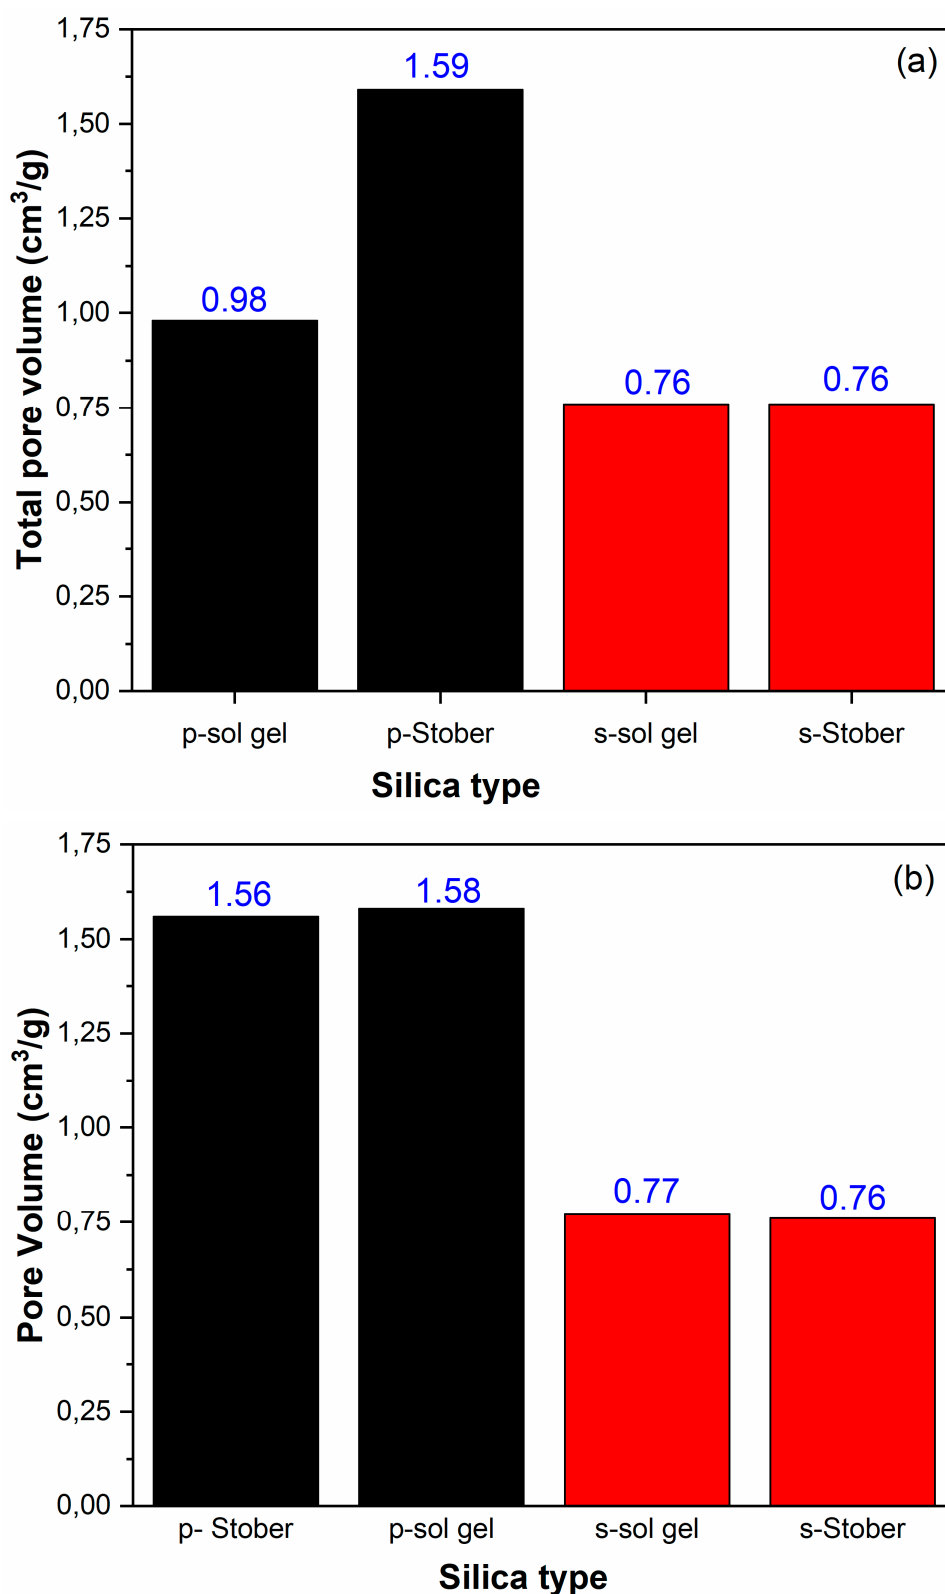 (a)
Total pore volume (cm³/g)
1,75
1,50
1,25
1,00
0,75
0,50
0,25
0,00
0.98
1.59
0.76
0.76
p-sol gel
p-Stober
s-sol gel
s-Stober
Silica type
(b)
Pore Volume (cm³/g)
1,75
1,50
1,25
1,00
0,75
0,50
0,25
0,00
1.56
1.58
0.77
0.76
p- Stober
p-sol gel
s-sol gel
s-Stober
Silica type